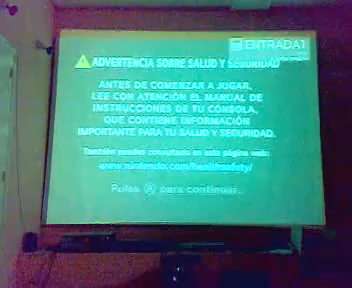 ENTRADA1
ADVERTENCIA SOBRE SALUD Y SEGURIDAD
ANTES DE COMENZAR A JUGAR,
LEE CON ATENCIÓN EL MANUAL DE
INSTRUCCIONES DE TU CONSOLA,
QUE CONTIENE INFORMACIÓN
IMPORTANTE PARA TU SALUD Y SEGURIDAD.
También puedes consultarlo en esta página web:
www.nintendo.com/healthsafety/
Pulsa A para continuar.